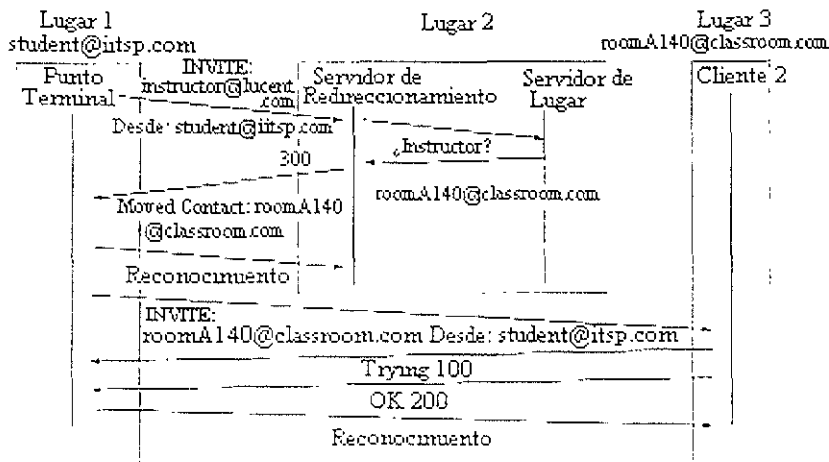 Lugar 1
student@iitsp.com
Lugar 2
Lugar 3
roomA140@classroom.com
Punto
Terminal
INVITE:
instructor@lucent
.com
Servidor de
Redireccionamiento
Servidor de
Lugar
Cliente 2
Desde: student@iitsp.com
¿Instructor?
300
roomA140@classroom.com
Moved Contact: roomA140
@classroom.com
Reconocimiento
INVITE:
roomA140@classroom.com Desde: student@itsp.com
Trying 100
OK 200
Reconocimiento